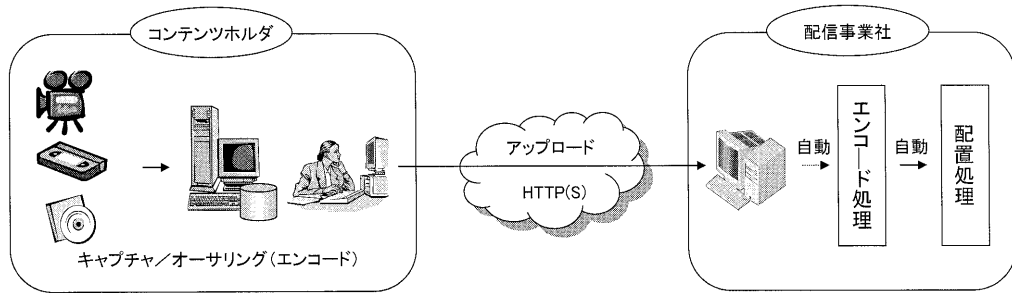 コンテンツホルダ
キャプチャ／オーサリング（エンコード）
アップロード
HTTP(S)
配信事業社
自動
エンコード処理
自動
配置処理